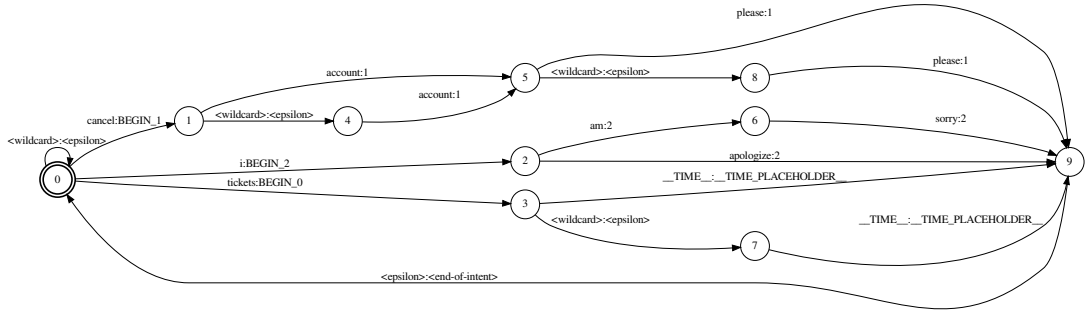 please:1
account:1
5
<wildcard>:<epsilon>
8
please:1
account:1
cancel:BEGIN_1
1
<wildcard>:<epsilon>
4
<wildcard>:<epsilon>
am:2
6
sorry:2
0
i:BEGIN_2
2
apologize:2
9
tickets:BEGIN_0
3
__TIME__:__TIME_PLACEHOLDER__
<wildcard>:<epsilon>
7
__TIME__:__TIME_PLACEHOLDER__
<epsilon>:<end-of-intent>